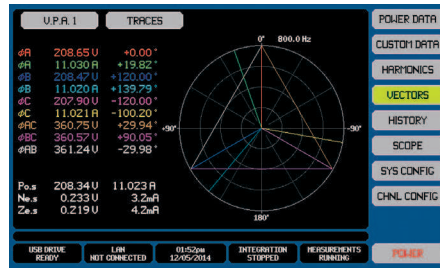 V.P.A. 1 TRACES
POWER DATA
CUSTOM DATA
HARMONICS
VECTORS
HISTORY
SCOPE
SYS CONFIG
CHNL CONFIG
POWER
0° 800.0 Hz
+90°
-90°
180°
φA 208.65 V +0.00°
φA 11.030 A +19.82°
φB 208.47 V +120.00°
φB 11.020 A +139.79°
φC 207.90 V -120.00°
φC 11.021 A -100.20°
φAC 360.75 V +29.94°
φBC 360.57 V +90.05°
φAB 361.24 V -29.98°
Po.s 208.34 V 11.023 A
Ne.s 0.233 V 3.2mA
Ze.s 0.219 V 4.2mA
USB DRIVE
READY
LAN
NOT CONNECTED
01:52pm
12/05/2014
INTEGRATION
STOPPED
MEASUREMENTS
RUNNING